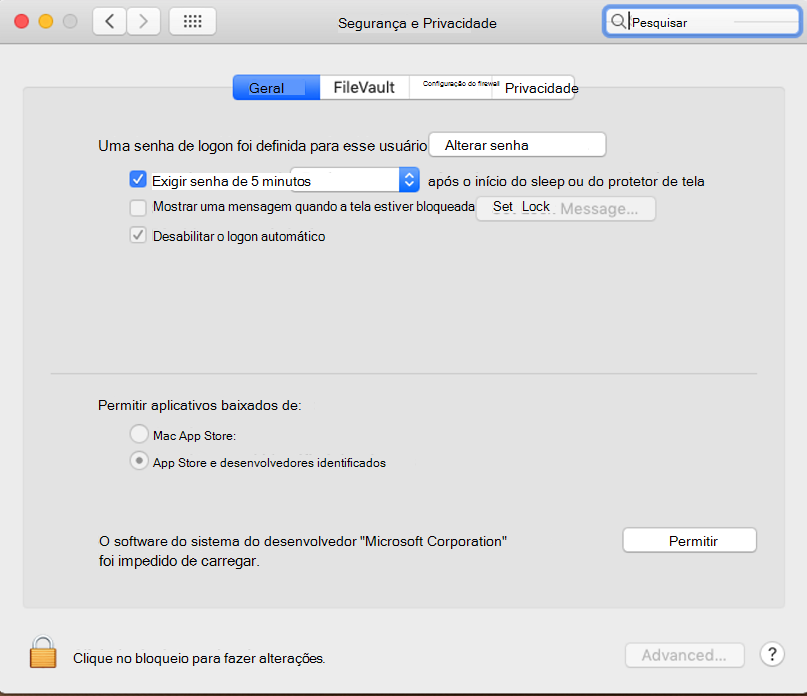 Segurança e Privacidade
Pesquisar
Geral
FileVault
Configuração do firewall
Privacidade
Uma senha de logon foi definida para esse usuário Alterar senha
Exigir senha de 5 minutos após o início do sleep ou do protetor de tela
Mostrar uma mensagem quando a tela estiver bloqueada Set Lock Message...
Desabilitar o logon automático
Permitir aplicativos baixados de:
Mac App Store:
App Store e desenvolvedores identificados
O software do sistema do desenvolvedor "Microsoft Corporation"
foi impedido de carregar.
Permitir
Clique no bloqueio para fazer alterações.
Advanced...
?